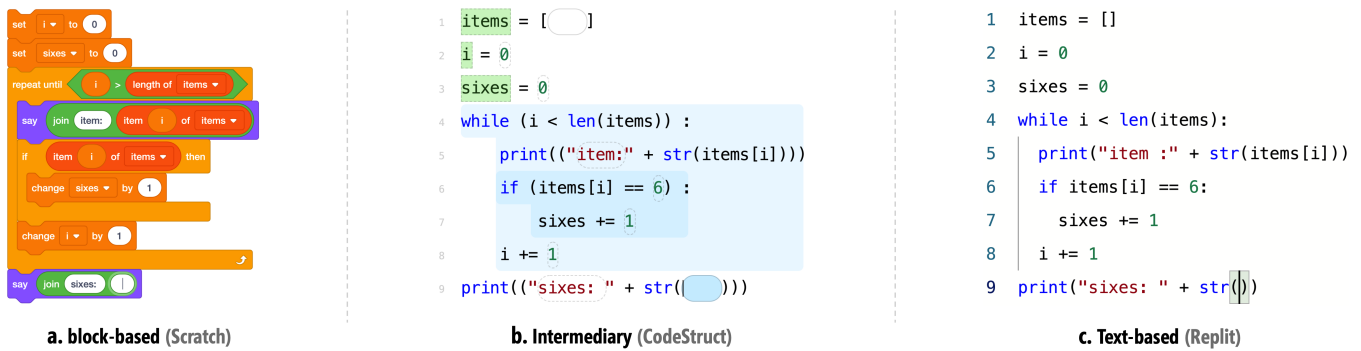 set i to 0
set sixes to 0
repeat until i > length of items
say join item: item i of items
if item i of items then
change sixes by 1
change i by 1
say join sixes:
a. block-based (Scratch)
1 items = [ ]
2 i = 0
3 sixes = 0
4 while (i < len(items)) :
5 print(("item:" + str(items[i])))
6 if (items[i] == 6) :
7 sixes += 1
8 i += 1
9 print(("sixes: " + str( )))
b. Intermediary (CodeStruct)
1 items = []
2 i = 0
3 sixes = 0
4 while i < len(items):
5 print("item :" + str(items[i]))
6 if items[i] == 6:
7 sixes += 1
8 i += 1
9 print("sixes: " + str())
c. Text-based (Replit)